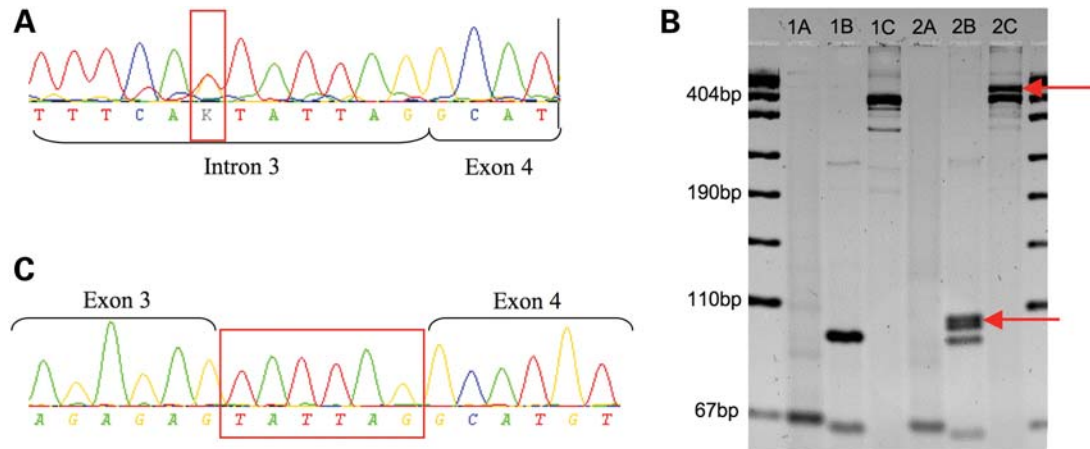 A
T T T C A K T A T T A G G C A T
Intron 3
Exon 4
B
1A 1B 1C 2A 2B 2C
404bp
190bp
110bp
67bp
C
Exon 3
Exon 4
A G A G A G T A T T A G G C A T G T